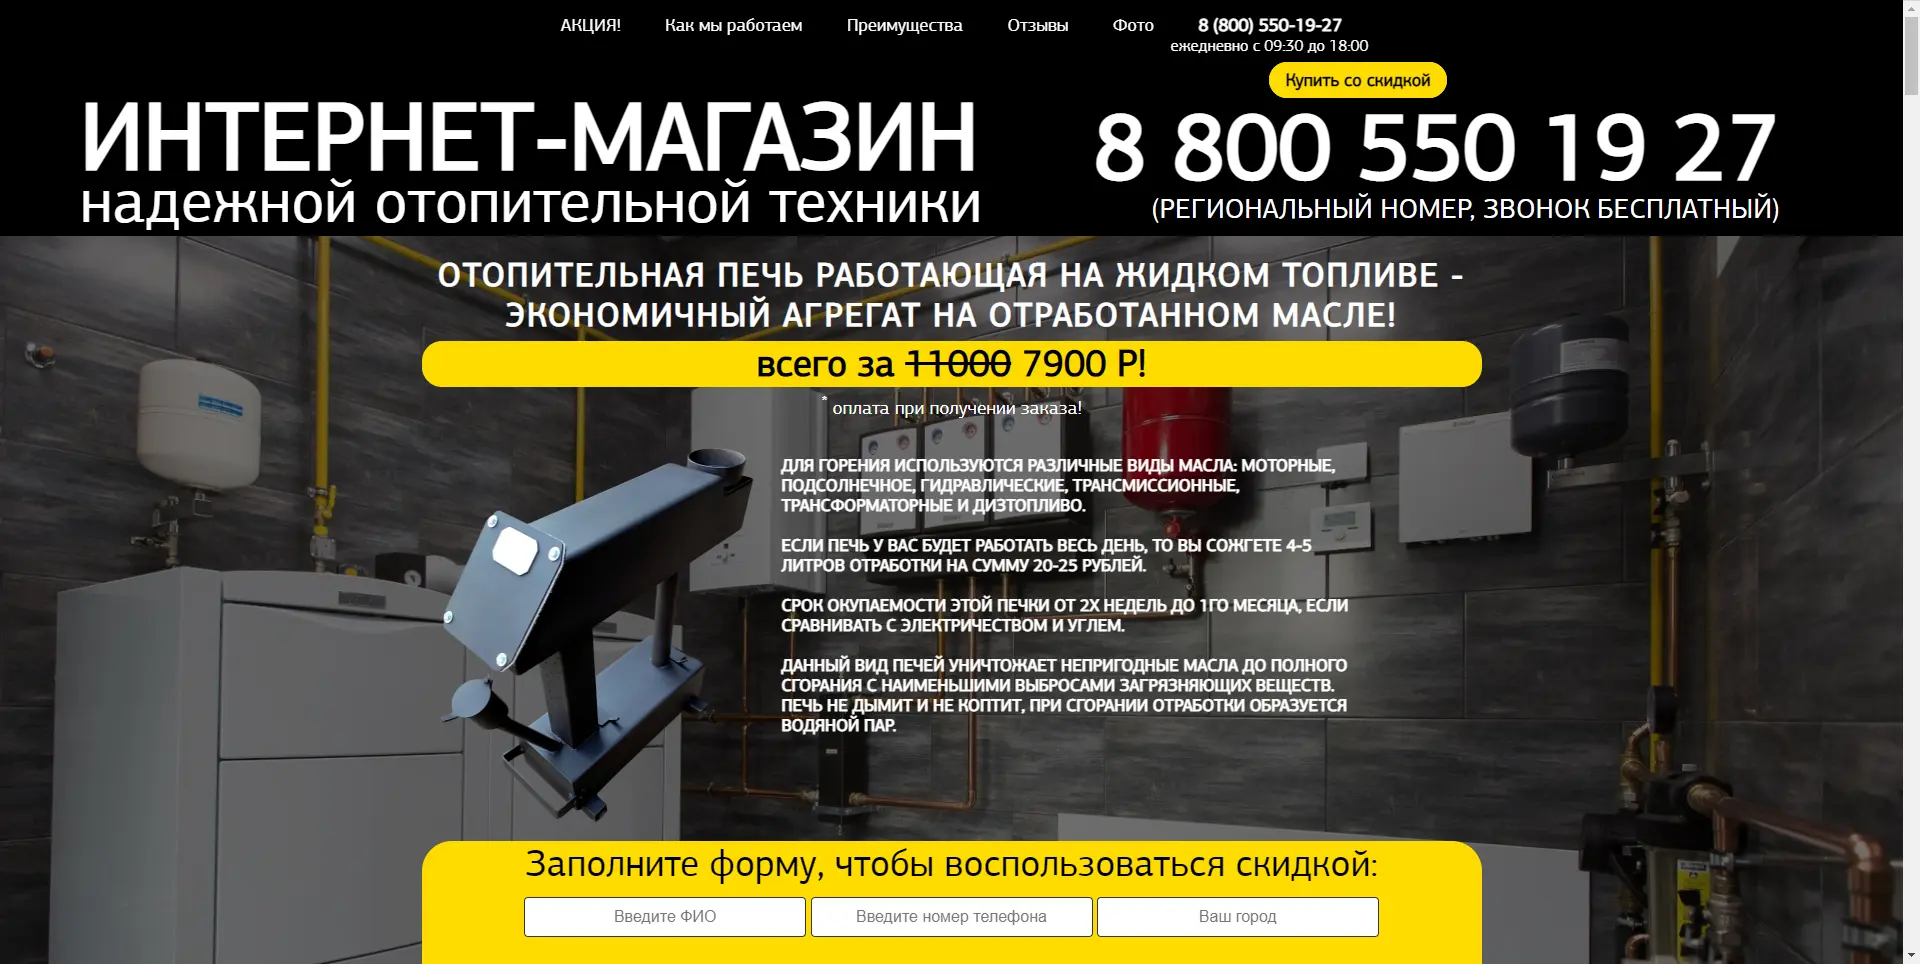 АКЦИЯ!
Как мы работаем
Преимущества
Отзывы
Фото
8 (800) 550-19-27
ежедневно с 09:30 до 18:00
Купить со скидкой
ИНТЕРНЕТ-МАГАЗИН
надежной отопительной техники
8 800 550 19 27
(РЕГИОНАЛЬНЫЙ НОМЕР, ЗВОНОК БЕСПЛАТНЫЙ)
ОТОПИТЕЛЬНАЯ ПЕЧЬ РАБОТАЮЩАЯ НА ЖИДКОМ ТОПЛИВЕ -
ЭКОНОМИЧНЫЙ АГРЕГАТ НА ОТРАБОТАННОМ МАСЛЕ!
всего за 11000 7900 Р!
* оплата при получении заказа!
ДЛЯ ГОРЕНИЯ ИСПОЛЬЗУЮТСЯ РАЗЛИЧНЫЕ ВИДЫ МАСЛА: МОТОРНЫЕ,
ПОДСОЛНЕЧНОЕ, ГИДРАВЛИЧЕСКИЕ, ТРАНСМИССИОННЫЕ,
ТРАНСФОРМАТОРНЫЕ И ДИЗТОПЛИВО.
ЕСЛИ ПЕЧЬ У ВАС БУДЕТ РАБОТАТЬ ВЕСЬ ДЕНЬ, ТО ВЫ СОЖГЕТЕ 4-5
ЛИТРОВ ОТРАБОТКИ НА СУММУ 20-25 РУБЛЕЙ.
СРОК ОКУПАЕМОСТИ ЭТОЙ ПЕЧКИ ОТ 2Х НЕДЕЛЬ ДО 1ГО МЕСЯЦА, ЕСЛИ
СРАВНИВАТЬ С ЭЛЕКТРИЧЕСТВОМ И УГЛЕМ.
ДАННЫЙ ВИД ПЕЧЕЙ УНИЧТОЖАЕТ НЕПРИГОДНЫЕ МАСЛА ДО ПОЛНОГО
СГОРАНИЯ С НАИМЕНЬШИМИ ВЫБРОСАМИ ЗАГРЯЗНЯЮЩИХ ВЕЩЕСТВ.
ПЕЧЬ НЕ ДЫМИТ И НЕ КОПТИТ, ПРИ СГОРАНИИ ОТРАБОТКИ ОБРАЗУЕТСЯ
ВОДЯНОЙ ПАР.
Заполните форму, чтобы воспользоваться скидкой:
Введите ФИО
Введите номер телефона
Ваш город